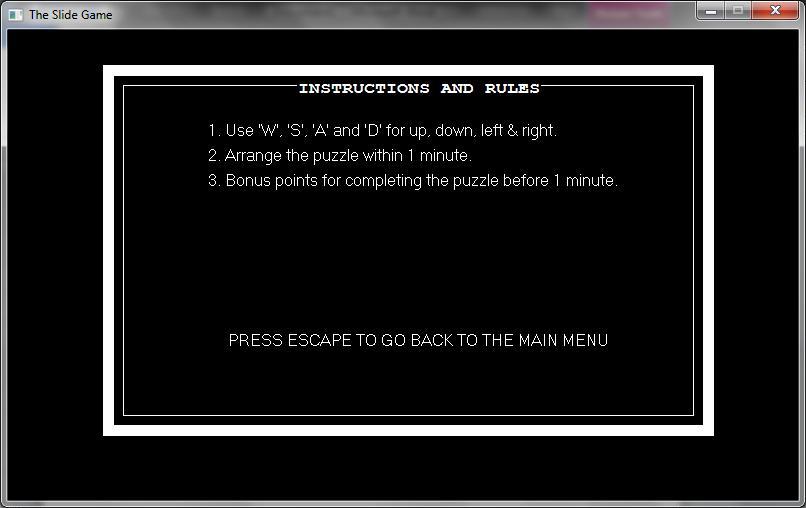 The Slide Game
INSTRUCTIONS AND RULES
1. Use 'W', 'S', 'A' and 'D' for up, down, left & right.
2. Arrange the puzzle within 1 minute.
3. Bonus points for completing the puzzle before 1 minute.
PRESS ESCAPE TO GO BACK TO THE MAIN MENU